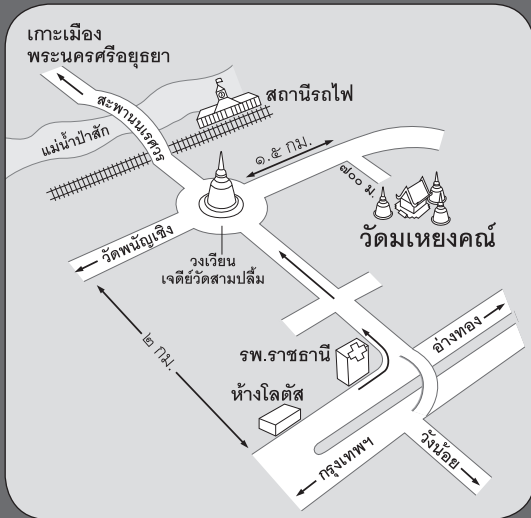 เกาะเมือง
พระนครศรีอยุธยา
สะพานนเรศวร
สถานีรถไฟ
แม่น้ำป่าสัก
๑.๕ กม.
๗๐๐ ม.
วัดมเหยงคณ์
วัดพนัญเชิง
วงเวียน
เจดีย์วัดสามปลื้ม
๒ กม.
รพ.ราชธานี
อ่างทอง
ห้างโลตัส
กรุงเทพฯ
วังน้อย